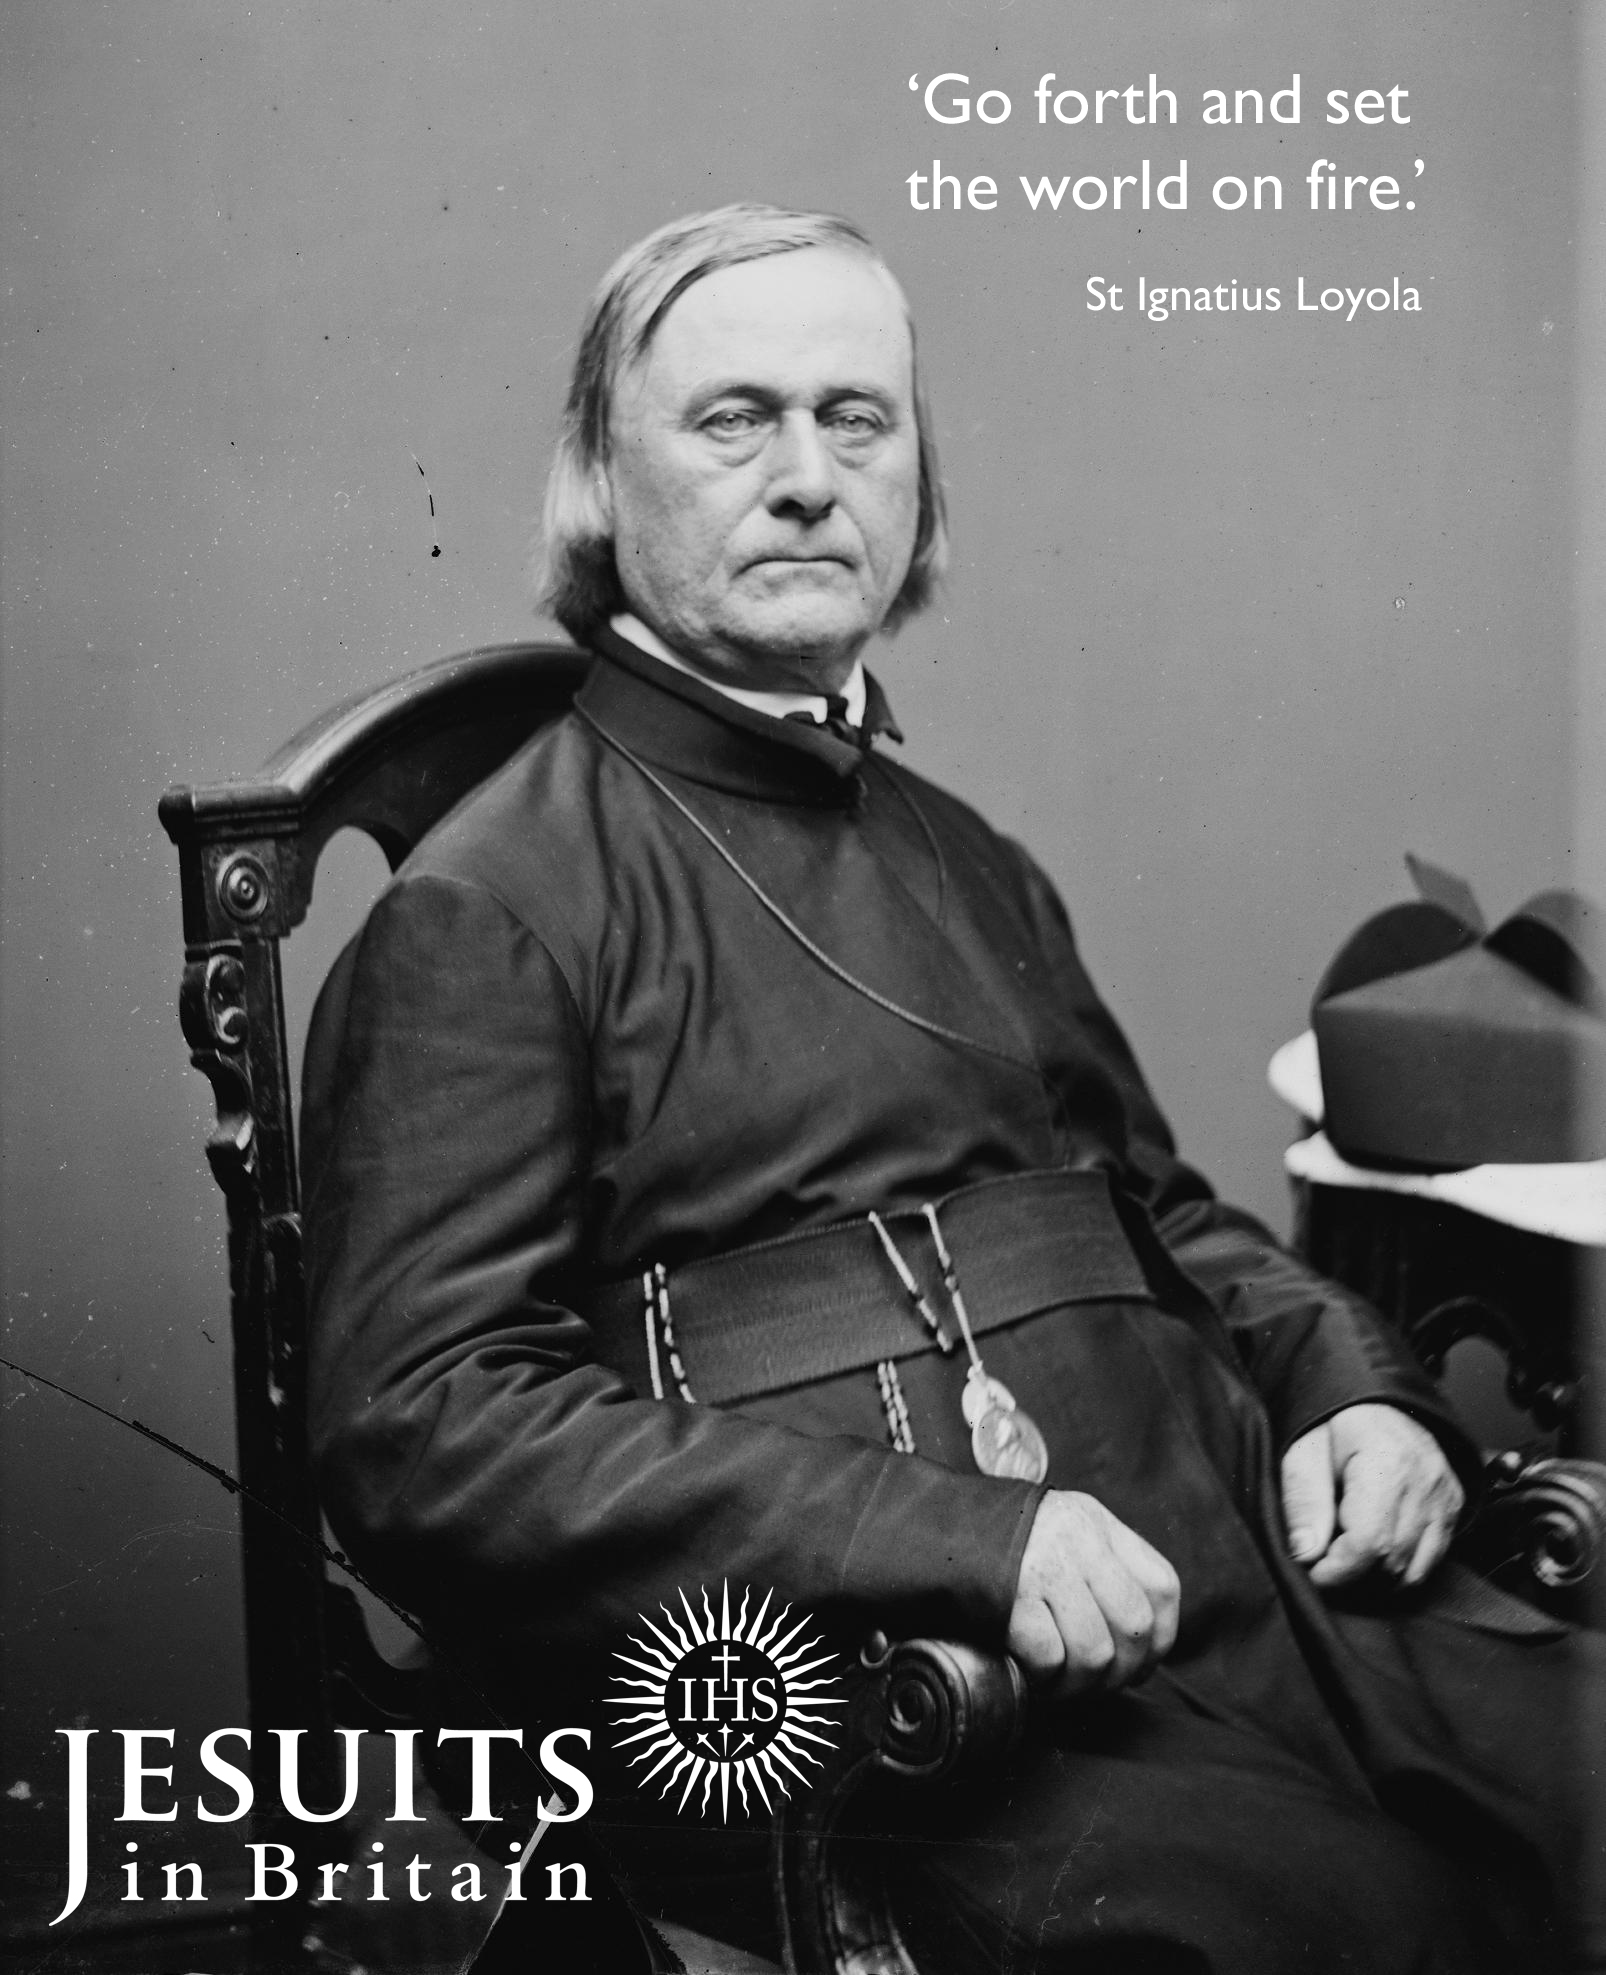 ‘Go forth and set
the world on fire.’
St Ignatius Loyola
IHS
JESUITS
in Britain